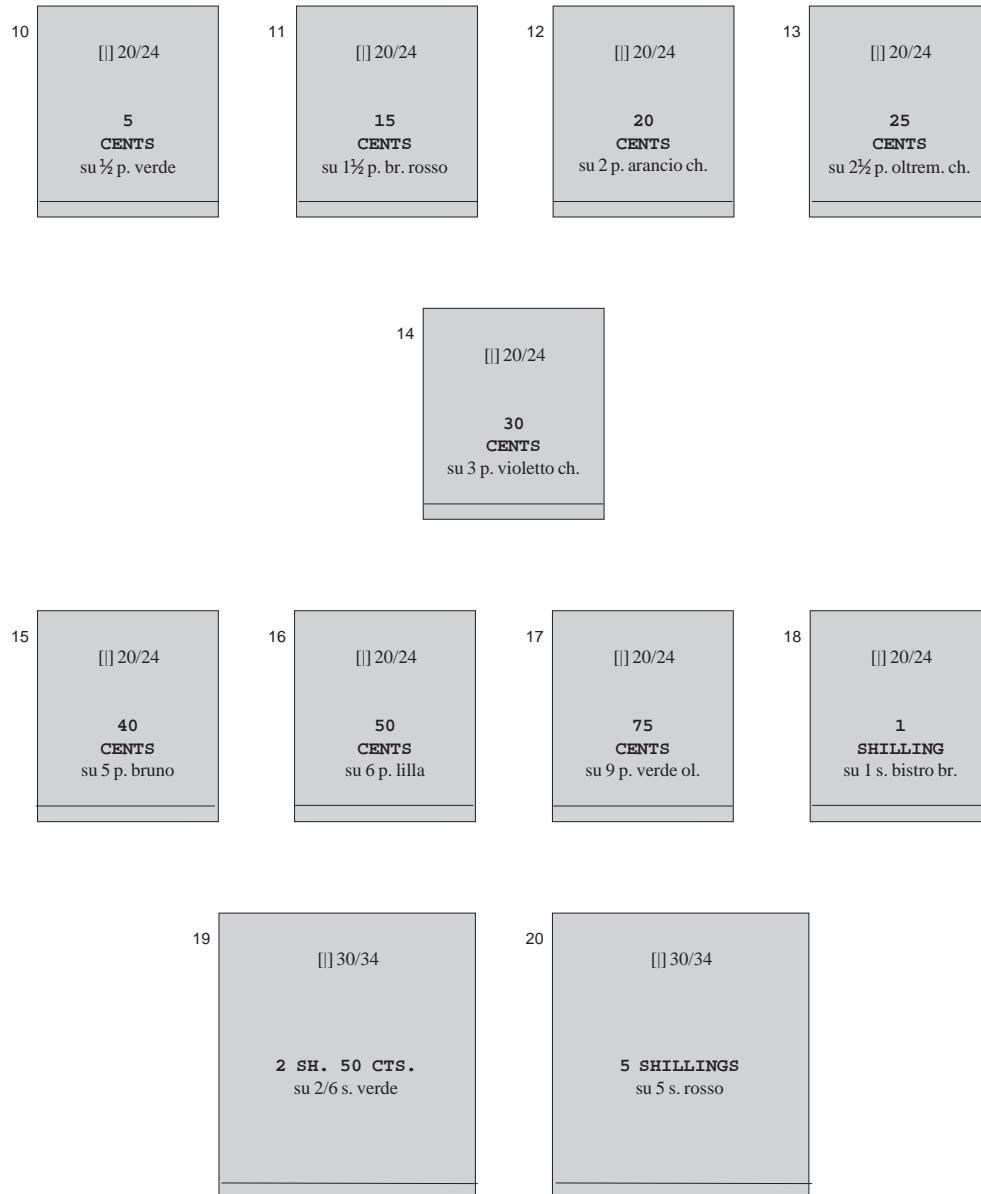 10
[|] 20/24
5
CENTS
su ½ p. verde
11
[|] 20/24
15
CENTS
su 1½ p. br. rosso
12
[|] 20/24
20
CENTS
su 2 p. arancio ch.
13
[|] 20/24
25
CENTS
su 2½ p. oltrem. ch.
14
[|] 20/24
30
CENTS
su 3 p. violetto ch.
15
[|] 20/24
40
CENTS
su 5 p. bruno
16
[|] 20/24
50
CENTS
su 6 p. lilla
17
[|] 20/24
75
CENTS
su 9 p. verde ol.
18
[|] 20/24
1
SHILLING
su 1 s. bistro br.
19
[|] 30/34
2 SH. 50 CTS.
su 2/6 s. verde
20
[|] 30/34
5 SHILLINGS
su 5 s. rosso